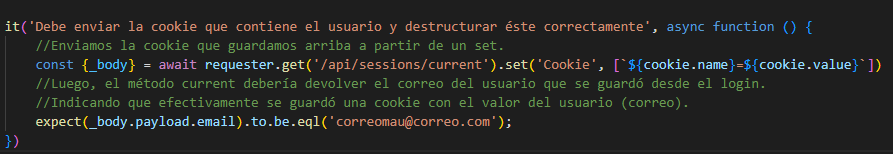 it('Debe enviar la cookie que contiene el usuario y destructurar éste correctamente', async function () {
    //Enviamos la cookie que guardamos arriba a partir de un set.
    const {_body} = await requester.get('/api/sessions/current').set('Cookie', [`${cookie.name}=${cookie.value}`])
    //Luego, el método current debería devolver el correo del usuario que se guardó desde el login.
    //Indicando que efectivamente se guardó una cookie con el valor del usuario (correo).
    expect(_body.payload.email).to.be.eql('correomau@correo.com');
})